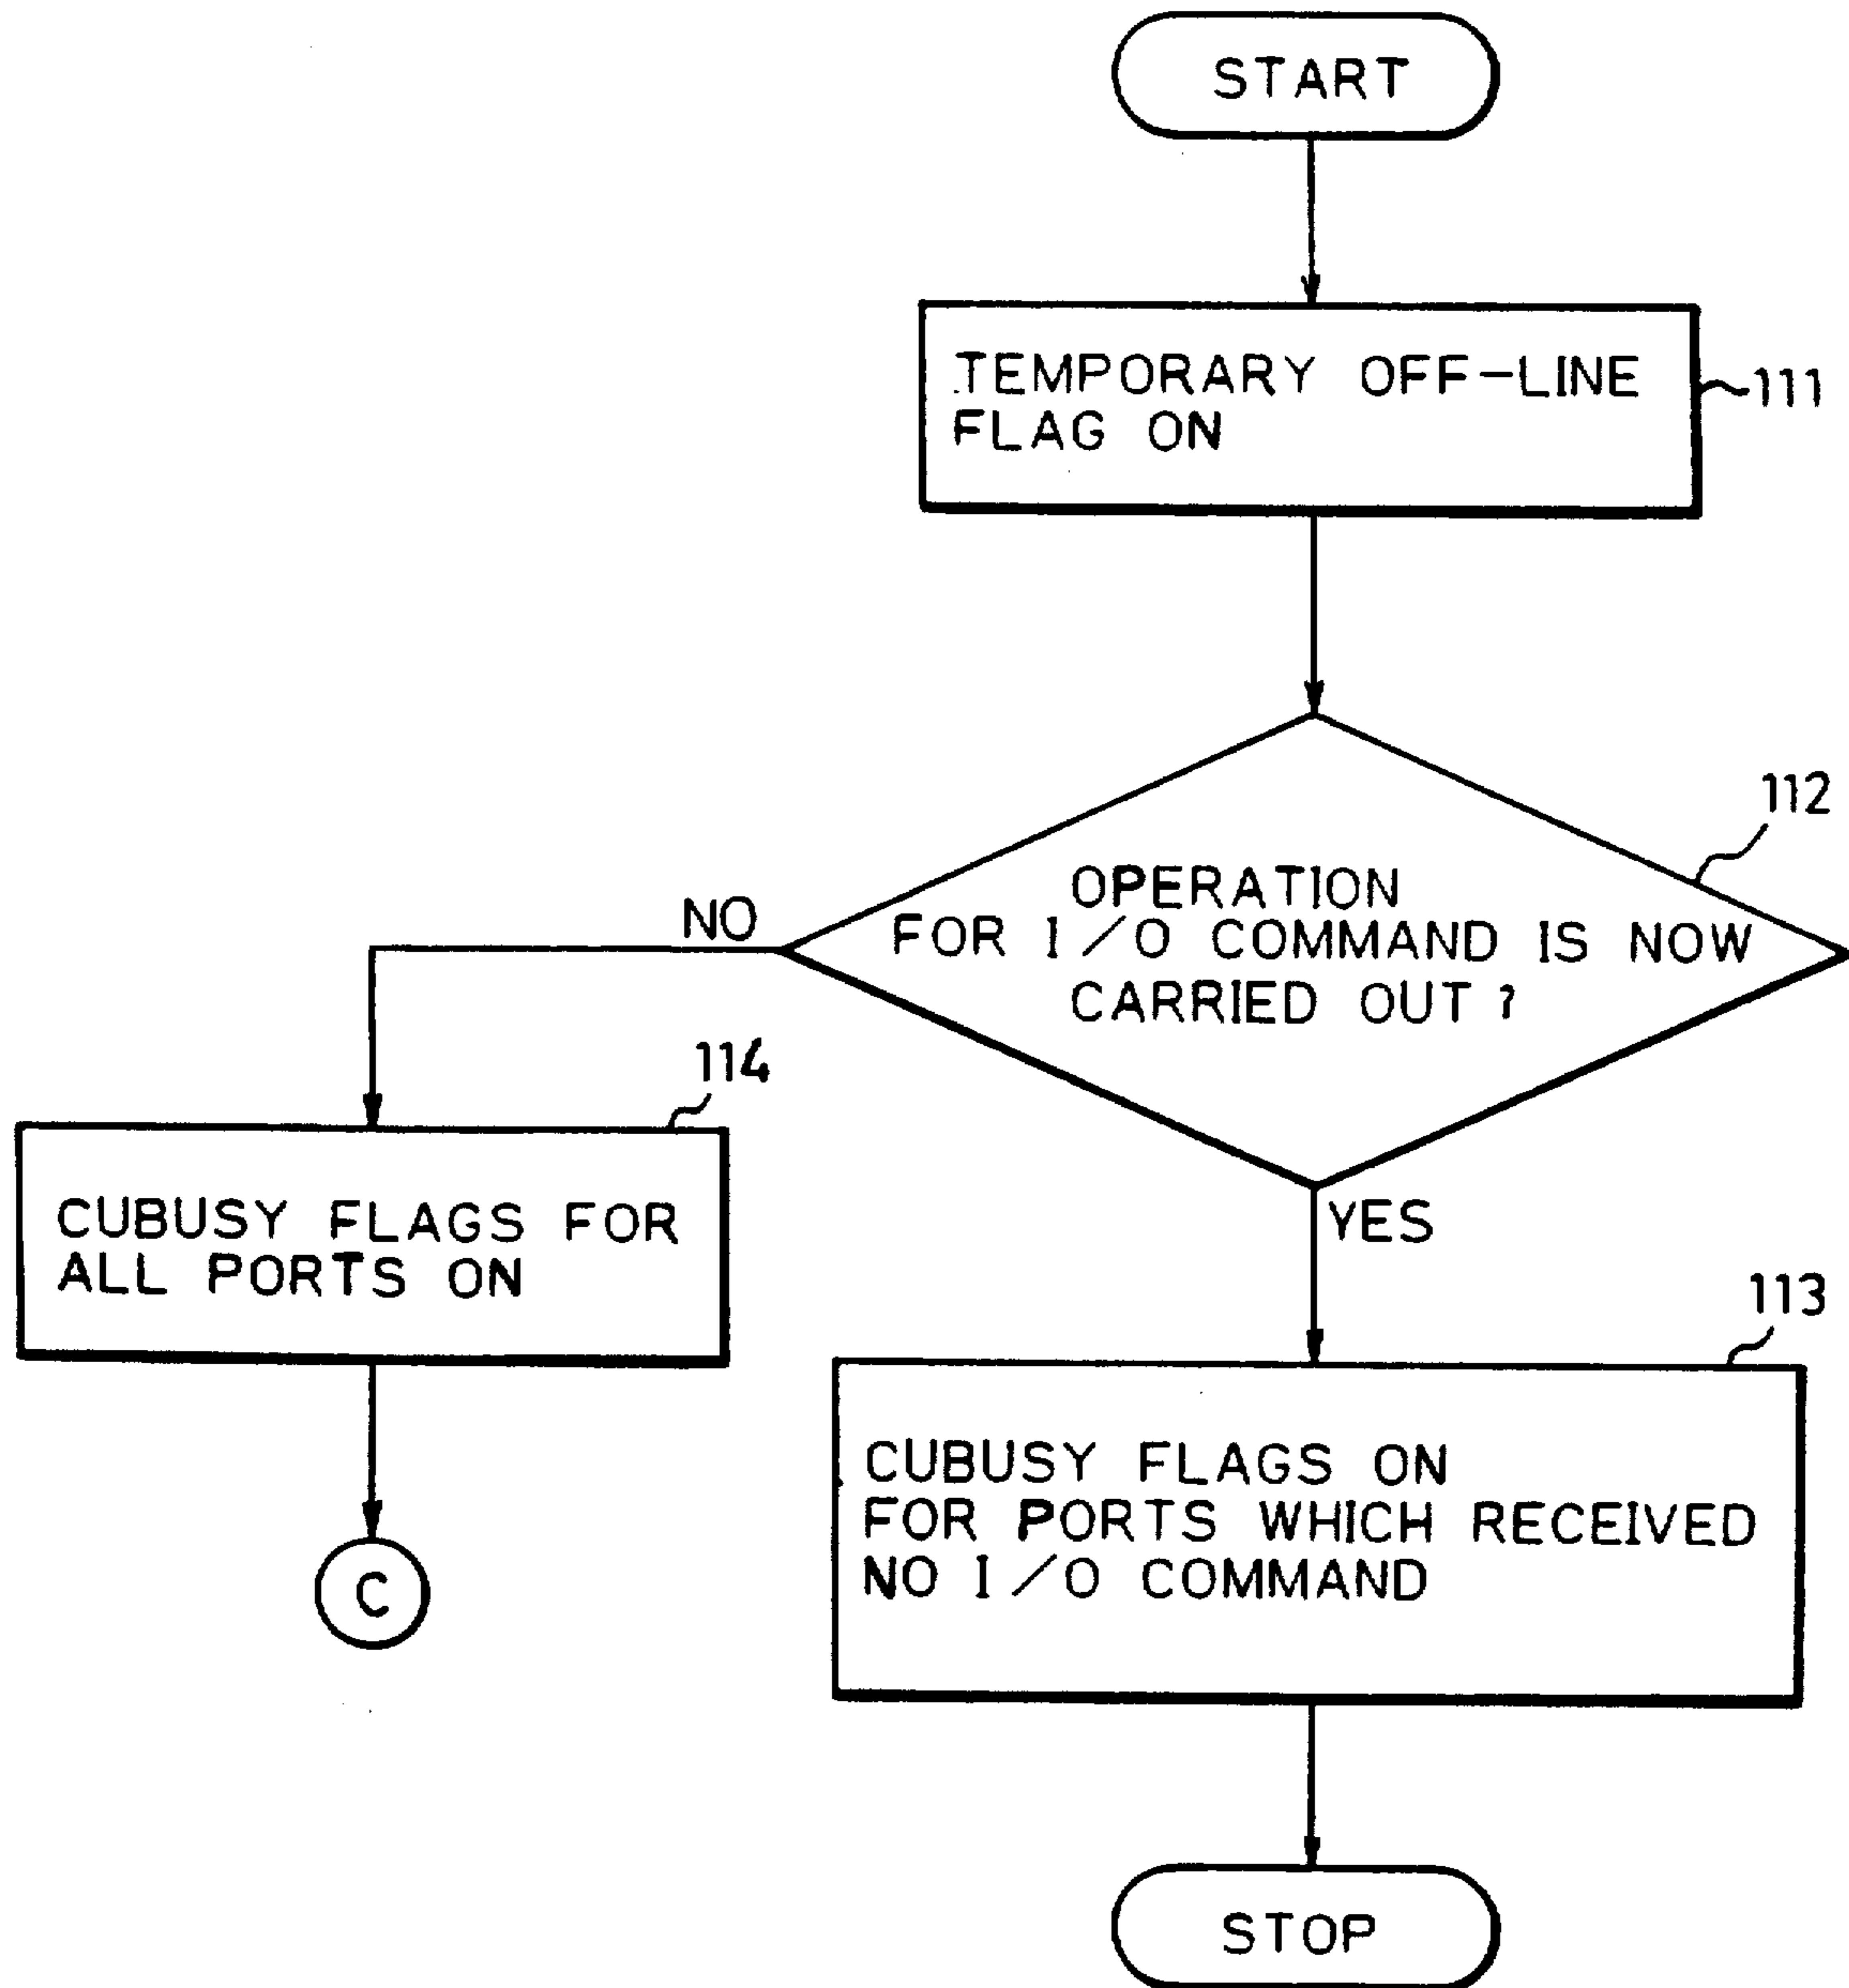 START
TEMPORARY OFF-LINE
FLAG ON
111
112
OPERATION
FOR I/O COMMAND IS NOW
CARRIED OUT?
NO
114
CUBUSY FLAGS FOR
ALL PORTS ON
YES
113
CUBUSY FLAGS ON
FOR PORTS WHICH RECEIVED
NO I/O COMMAND
C
STOP